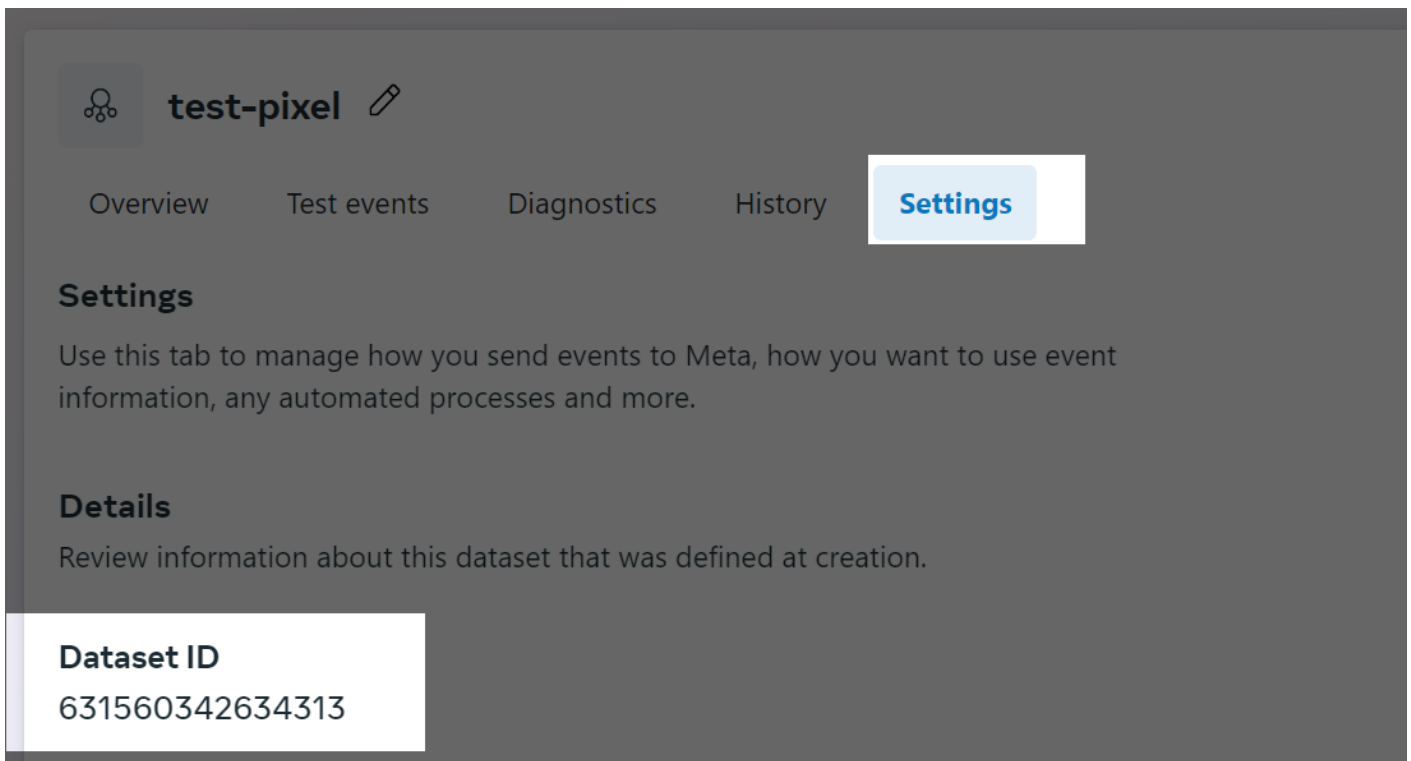 test-pixel
Overview Test events Diagnostics History Settings
Settings
Use this tab to manage how you send events to Meta, how you want to use event
information, any automated processes and more.
Details
Review information about this dataset that was defined at creation.
Dataset ID
631560342634313